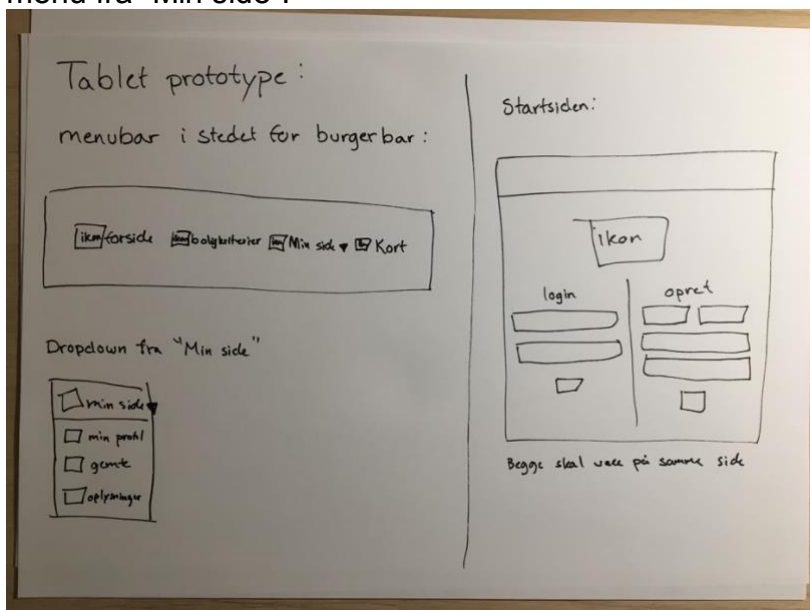 menu fra "Min side".
Tablet prototype:
menubar i stedet for burgerbar:
ikon forside boligkriterier Min side ▾ Kort
Dropdown fra "Min side"
min side
min profil
gemte
oplysninger
Startsiden:
ikon
login opret
Begge skal være på samme side